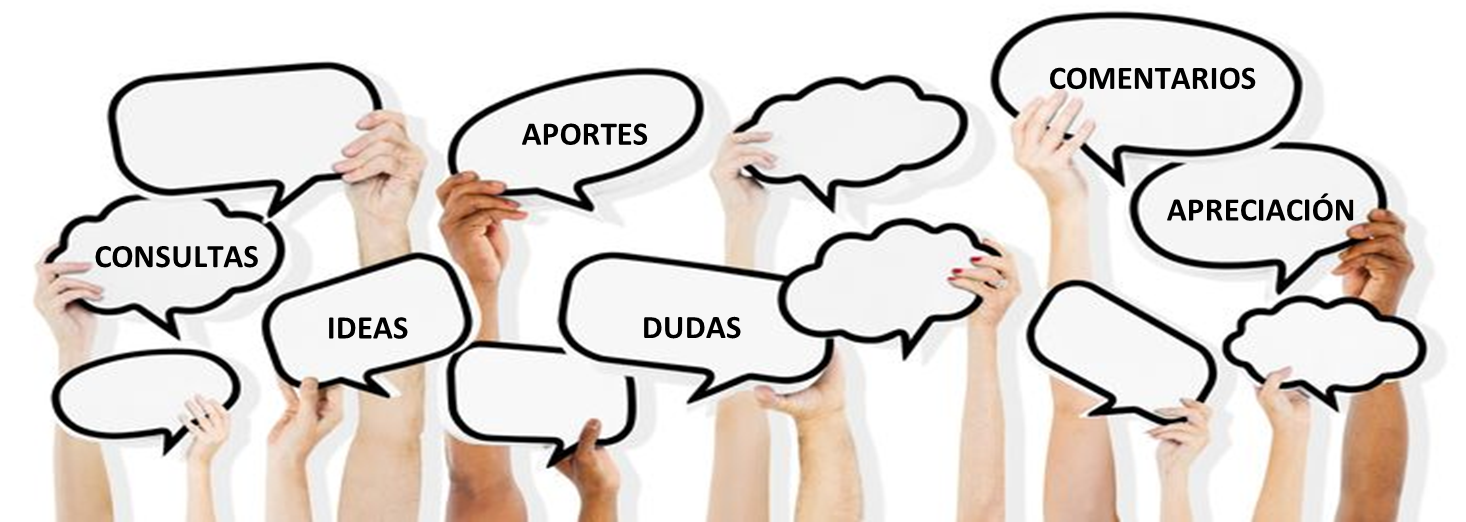 COMENTARIOS
APORTES
APRECIACIÓN
CONSULTAS
IDEAS
DUDAS